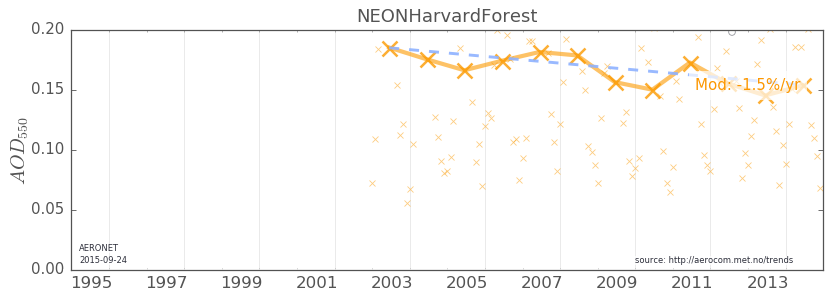 NEONHarvardForest
0.20
0.15
0.10
0.05
0.00
AOD550
Mod: -1.5%/yr
AERONET
2015-09-24
source: http://aerocom.met.no/trends
1995 1997 1999 2001 2003 2005 2007 2009 2011 2013